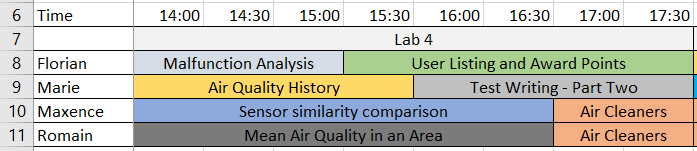 6 Time 14:00 14:30 15:00 15:30 16:00 16:30 17:00 17:30
7 Lab 4
8 Florian Malfunction Analysis User Listing and Award Points
9 Marie Air Quality History Test Writing - Part Two
10 Maxence Sensor similarity comparison Air Cleaners
11 Romain Mean Air Quality in an Area Air Cleaners